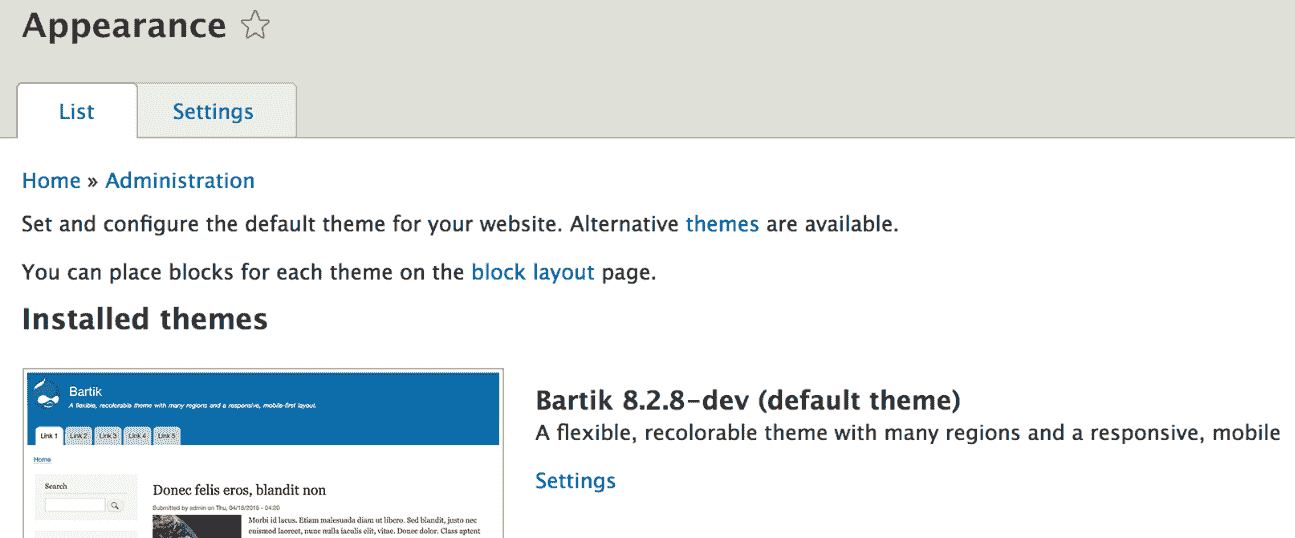 Appearance
List
Settings
Home » Administration
Set and configure the default theme for your website. Alternative themes are available.
You can place blocks for each theme on the block layout page.
Installed themes
Bartik
A flexible, recolorable theme with many regions and a responsive, mobile-first layout.
Link 1
Link 2
Link 3
Link 4
Link 5
Home
Search
Donec felis eros, blandit non
Submitted by admin on Thu, 04/15/2015 - 04:20
Morbi id lacus. Etiam malesuada diam ut libero. Sed blandit, justo nec
euismod laoreet, nunc nulla iaculis elit, vitae. Donec dolor. Class aptent
Bartik 8.2.8-dev (default theme)
A flexible, recolorable theme with many regions and a responsive, mobile
Settings